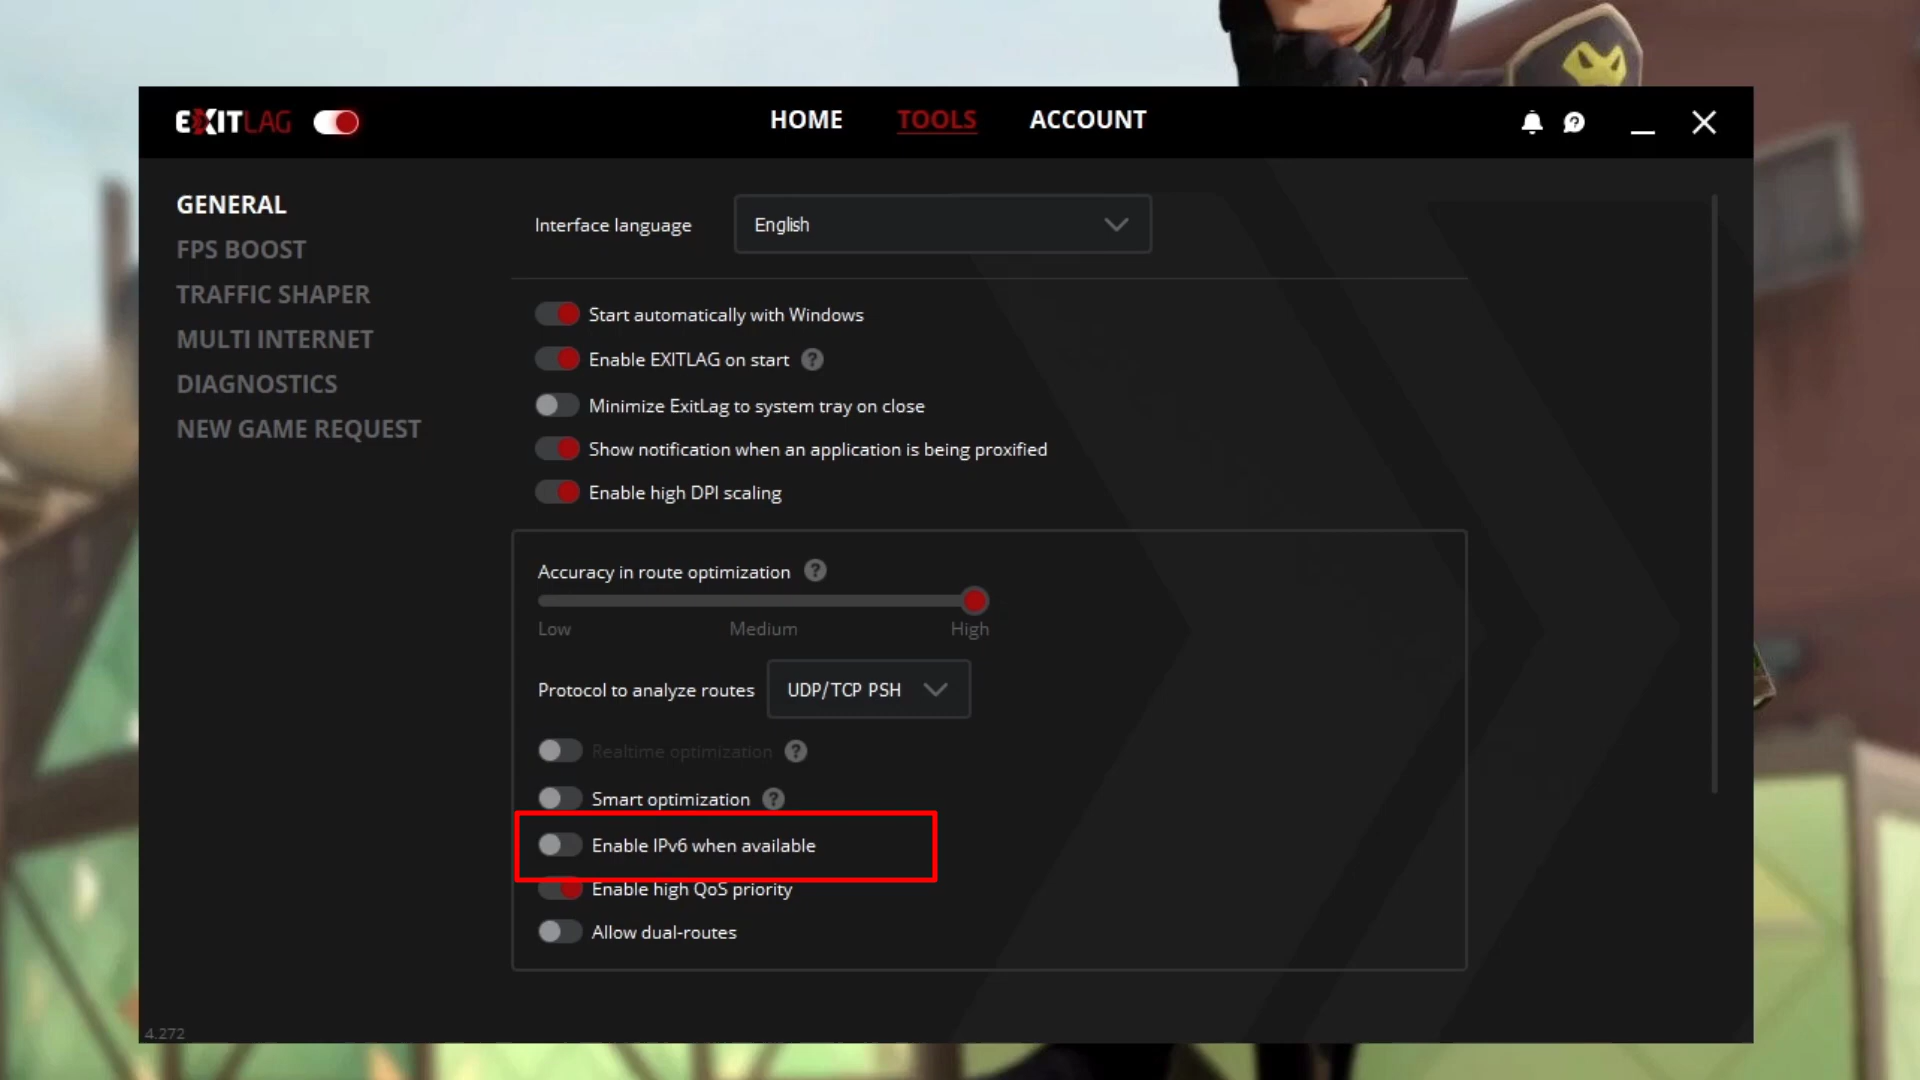 EXITLAG
HOME
TOOLS
ACCOUNT
GENERAL
FPS BOOST
TRAFFIC SHAPER
MULTI INTERNET
DIAGNOSTICS
NEW GAME REQUEST
Interface language
English
Start automatically with Windows
Enable EXITLAG on start ?
Minimize ExitLag to system tray on close
Show notification when an application is being proxified
Enable high DPI scaling
Accuracy in route optimization ?
Low Medium High
Protocol to analyze routes
UDP/TCP PSH
Realtime optimization ?
Smart optimization ?
Enable IPv6 when available
Enable high QoS priority
Allow dual-routes
4.272